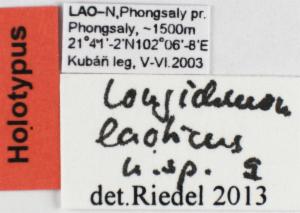 Holotypus
LAO–N,Phongsaly pr.
Phongsaly, ~1500m
21°41'-2'N102°06'-8'E
Kubáň leg, V-VI.2003
laoticus
n.sp. ♀
det.Riedel 2013